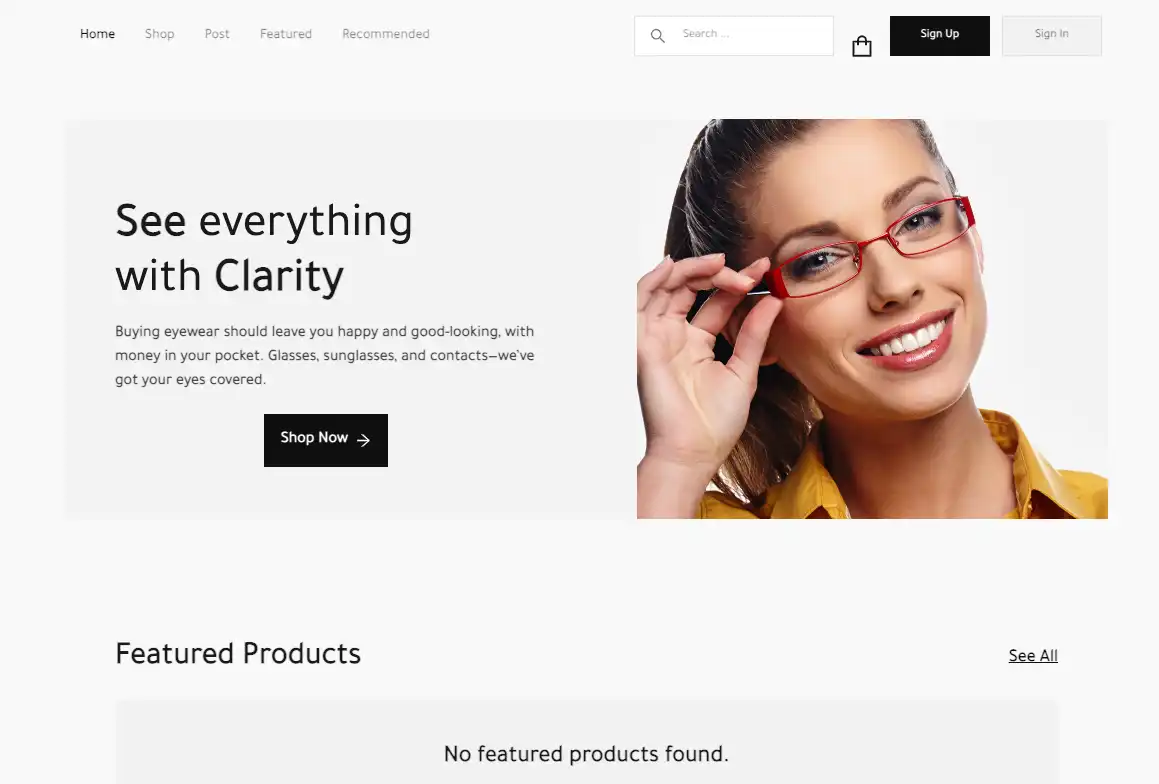 Home Shop Post Featured Recommended Search ... Sign Up Sign In
See everything
with Clarity
Buying eyewear should leave you happy and good-looking, with
money in your pocket. Glasses, sunglasses, and contacts—we've
got your eyes covered.
Shop Now
Featured Products See All
No featured products found.